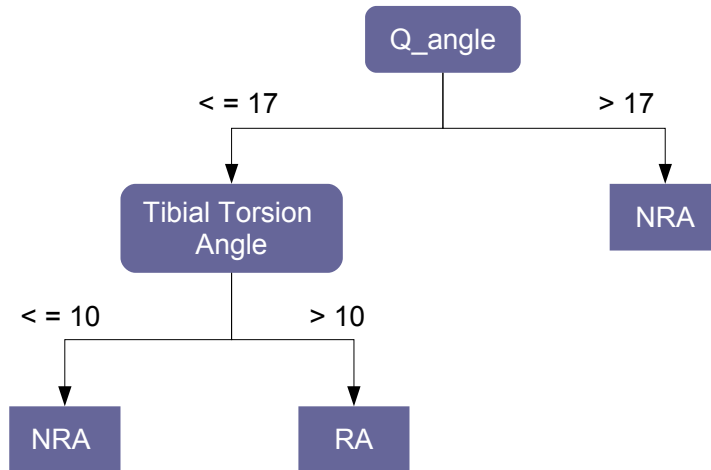 Q_angle
< = 17
> 17
Tibial Torsion
Angle
NRA
< = 10
> 10
NRA
RA